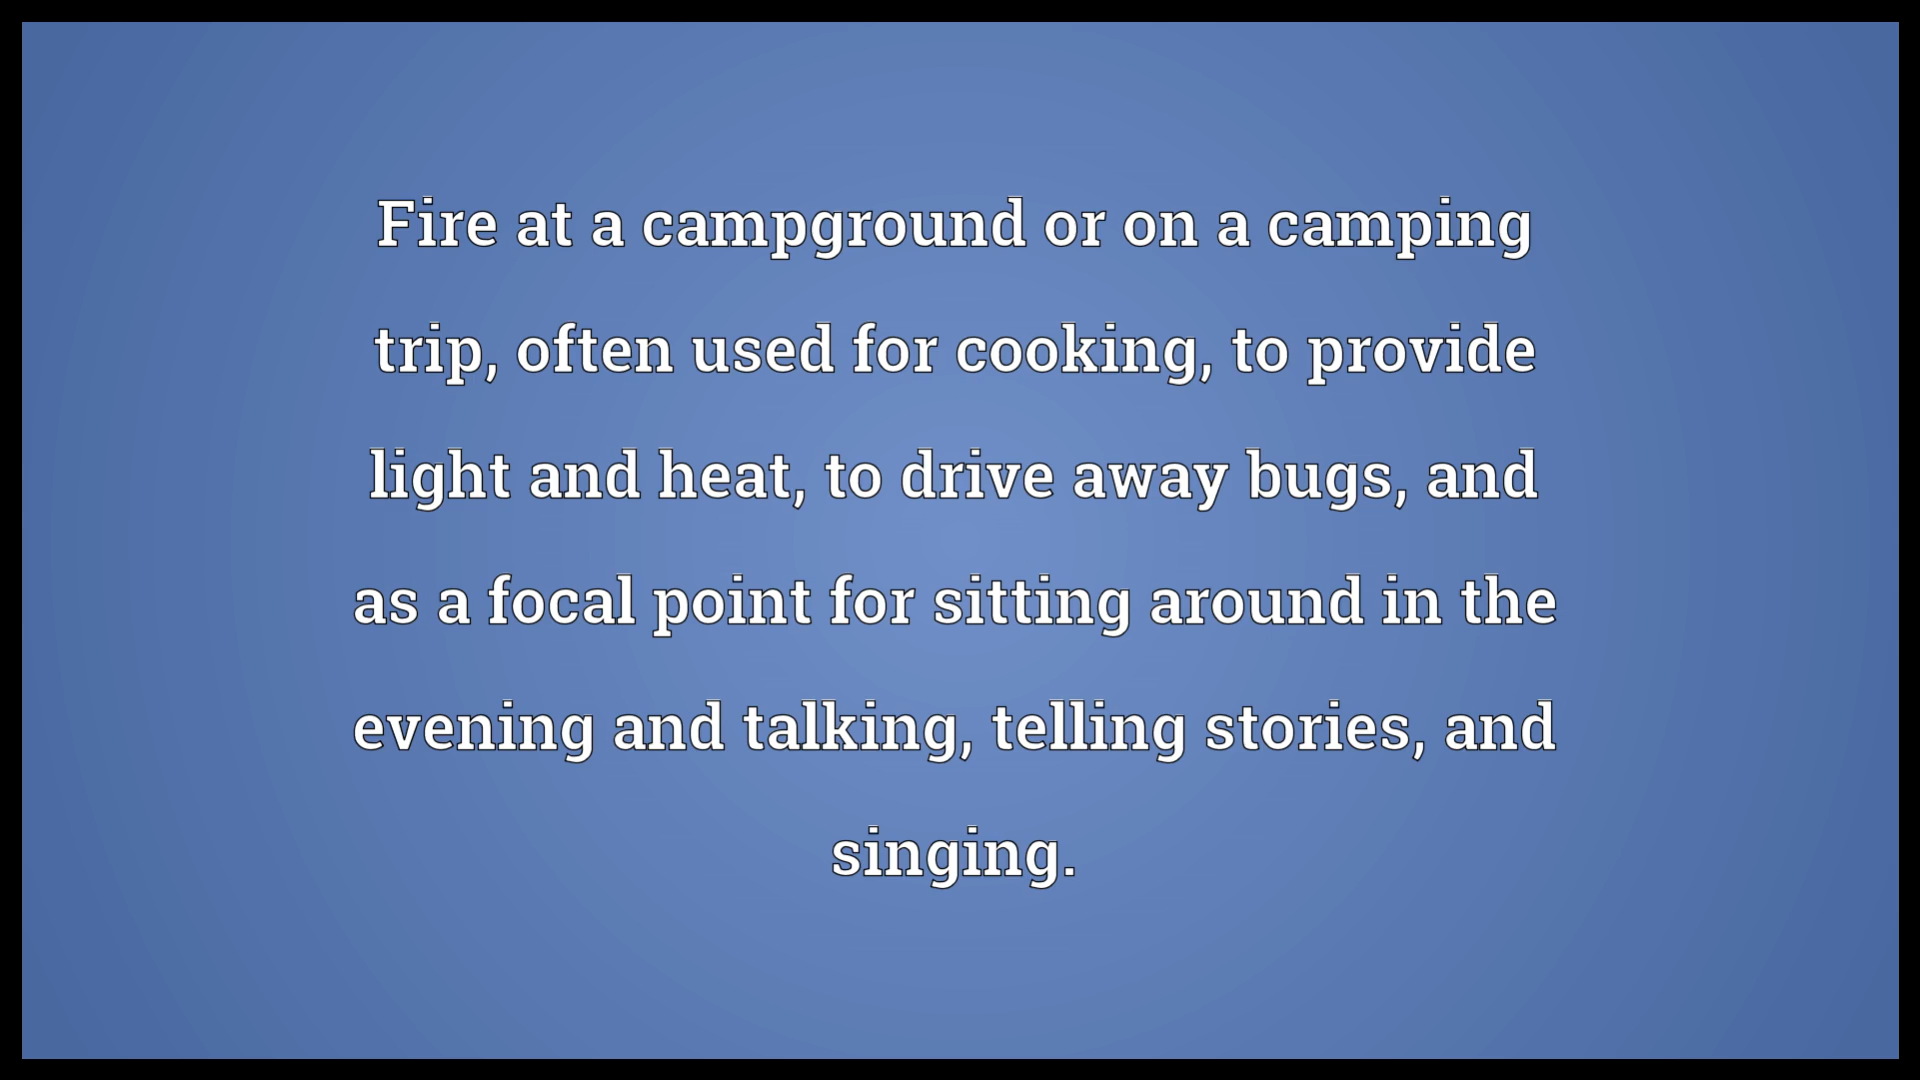 Fire at a campground or on a camping
trip, often used for cooking, to provide
light and heat, to drive away bugs, and
as a focal point for sitting around in the
evening and talking, telling stories, and
singing.